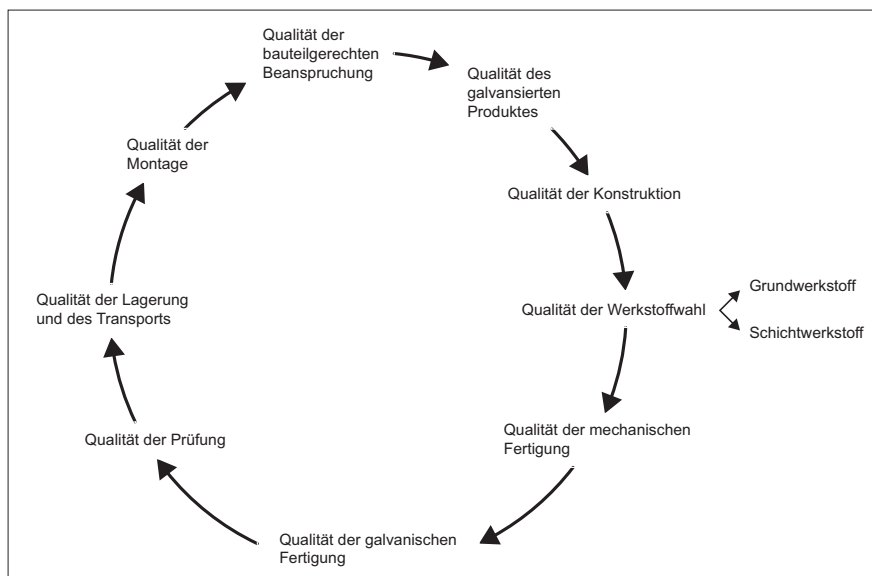 Qualität der
bauteilgerechten
Beanspruchung
Qualität des
galvansierten
Produktes
Qualität der Konstruktion
Qualität der Werkstoffwahl
Grundwerkstoff
Schichtwerkstoff
Qualität der mechanischen
Fertigung
Qualität der galvanischen
Fertigung
Qualität der Prüfung
Qualität der Lagerung
und des Transports
Qualität der
Montage